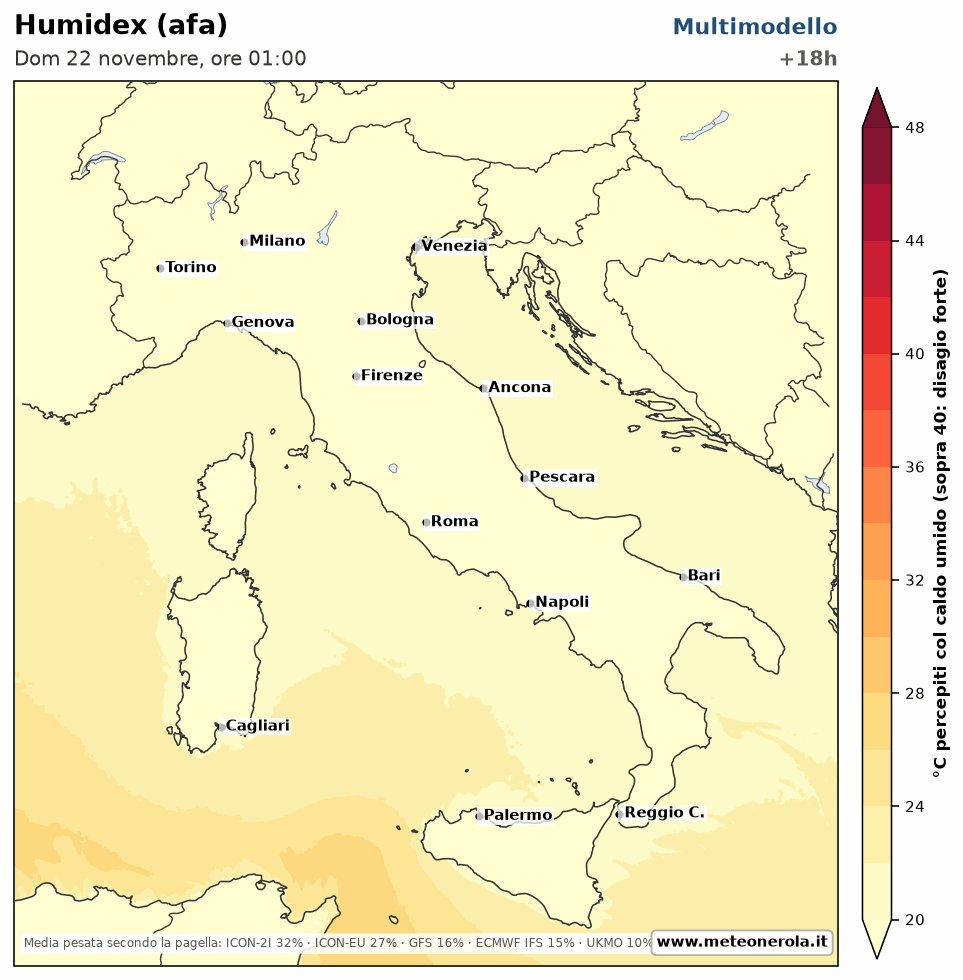 Humidex (afa)
Multimodello
Dom 22 novembre, ore 01:00
+18h
48
44
40
36
32
28
24
20
°C percepiti col caldo umido (sopra 40: disagio forte)
Milano
Venezia
Torino
Genova
Bologna
Firenze
Ancona
Pescara
Roma
Bari
Napoli
Cagliari
Palermo
Reggio C.
Media pesata secondo la pagella: ICON-2I 32% · ICON-EU 27% · GFS 16% · ECMWF IFS 15% · UKMO 10%
www.meteonerola.it